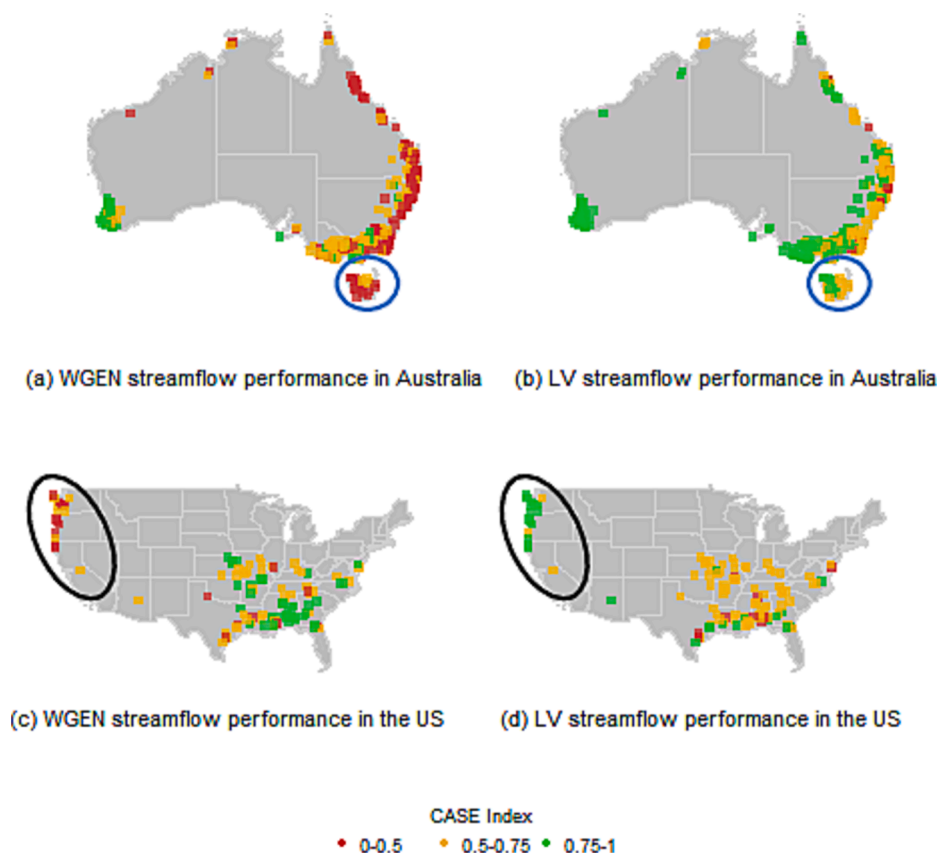 (a) WGEN streamflow performance in Australia
(b) LV streamflow performance in Australia
(c) WGEN streamflow performance in the US
(d) LV streamflow performance in the US
CASE Index
0-0.5 0.5-0.75 0.75-1